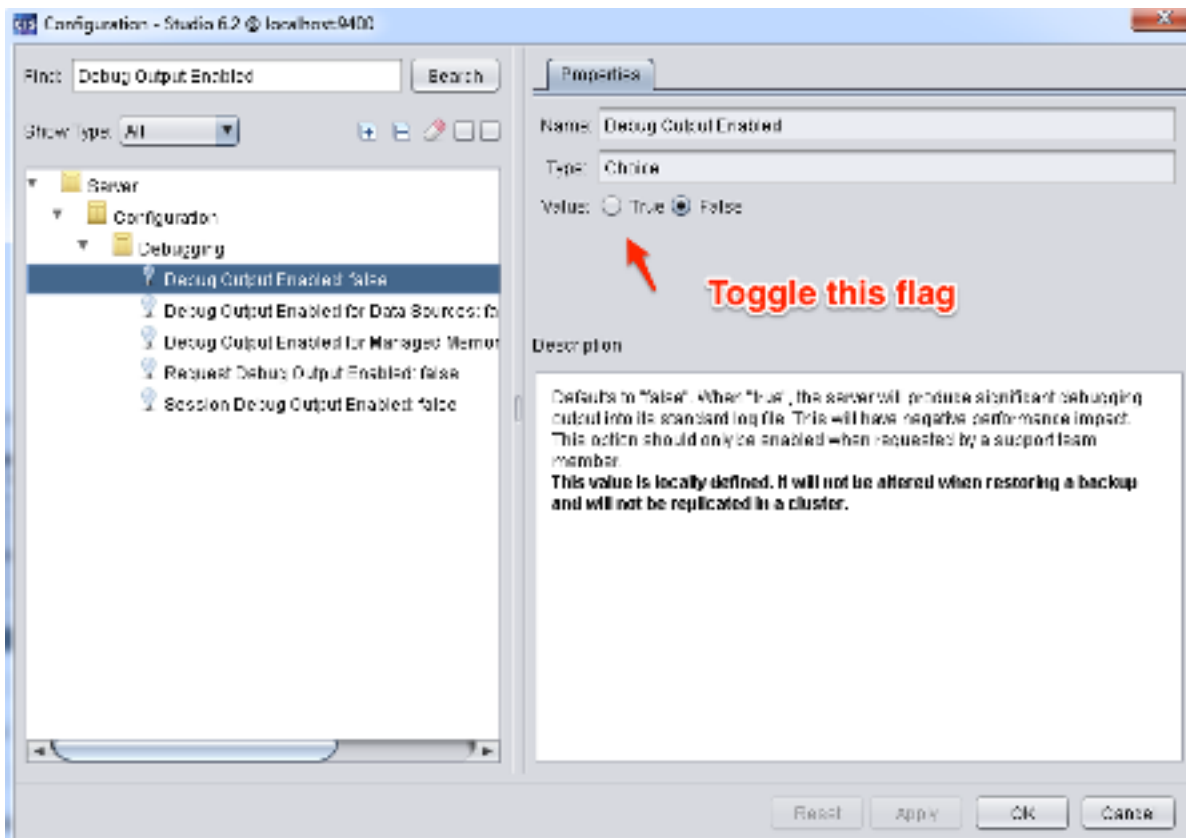 Configuration - Studio 6.2 @ localhost:9400
Find: Debug Output Enabled Search
Show Type: All
Server
Configuration
Debugging
Debug Output Enabled: false
Debug Output Enabled for Data Sources: fa
Debug Output Enabled for Managed Memor
Request Debug Output Enabled: false
Session Debug Output Enabled: false
Properties
Name: Debug Output Enabled
Type: Choice
Value: True False
Toggle this flag
Description
Defaults to "false". When "true", the server will produce significant debugging
output into its standard log file. This will have negative performance impact.
This option should only be enabled when requested by a support team
member.
This value is locally defined. It will not be altered when restoring a backup
and will not be replicated in a cluster.
Reset Apply OK Cancel